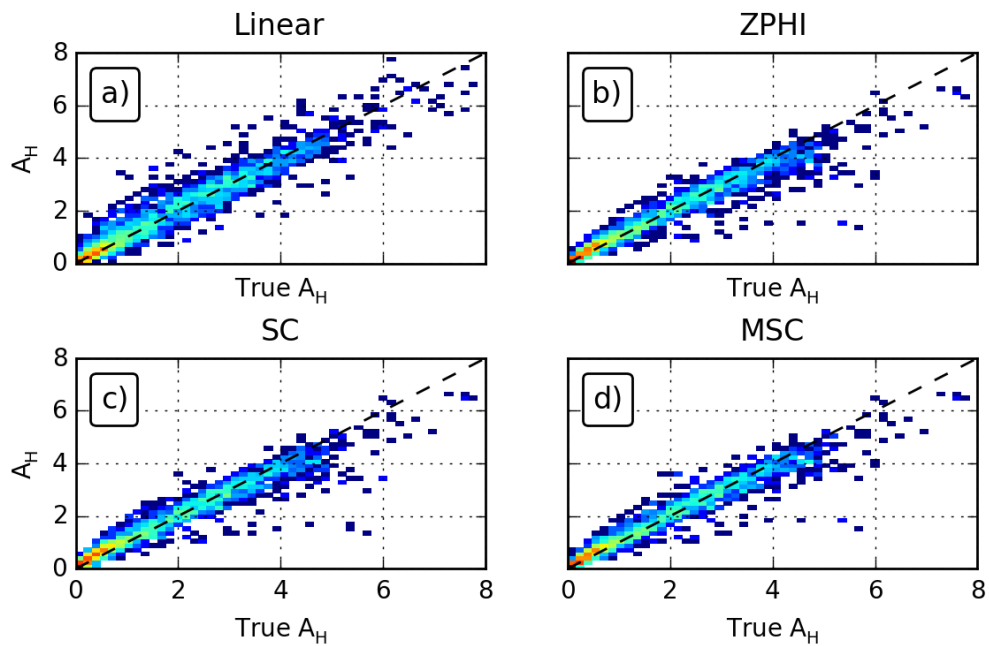 Linear
ZPHI
8
6
4
2
0
A_H
a)
b)
True A_H
True A_H
SC
MSC
8
6
4
2
0
A_H
c)
d)
0 2 4 6 8
0 2 4 6 8
True A_H
True A_H